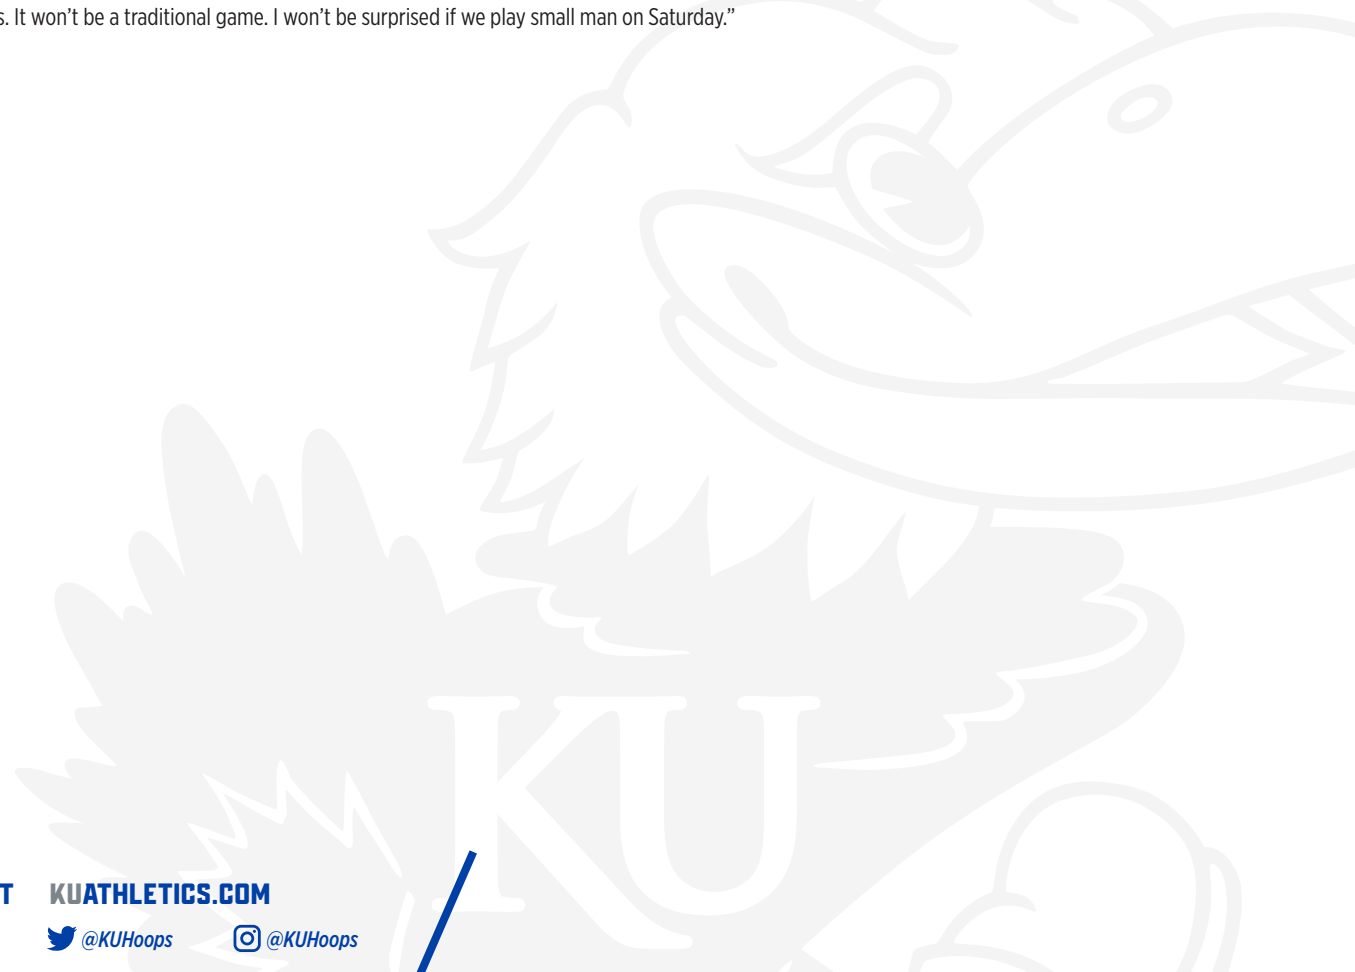 s. It won’t be a traditional game. I won’t be surprised if we play small man on Saturday.”
KU
T KUATHLETICS.COM
@KUHoops @KUHoops